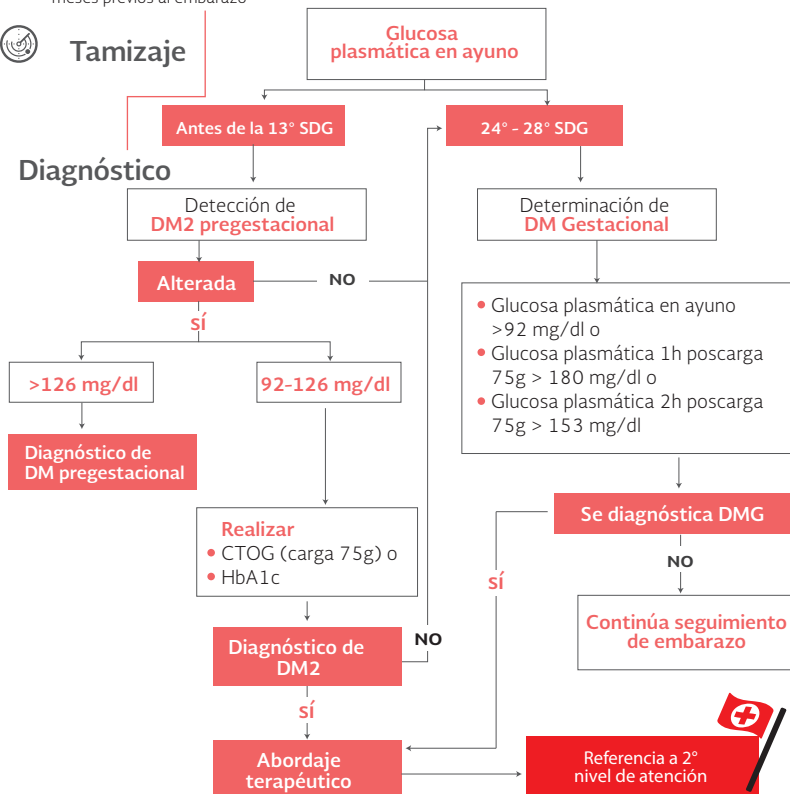 meses previos al embarazo
Tamizaje
Glucosa
plasmática en ayuno
Antes de la 13° SDG
24° - 28° SDG
Diagnóstico
Detección de
DM2 pregestacional
Determinación de
DM Gestacional
Alterada
NO
SÍ
>126 mg/dl
92-126 mg/dl
• Glucosa plasmática en ayuno
>92 mg/dl o
• Glucosa plasmática 1h poscarga
75g > 180 mg/dl o
• Glucosa plasmática 2h poscarga
75g > 153 mg/dl
Diagnóstico de
DM pregestacional
Realizar
• CTOG (carga 75g) o
• HbA1c
Se diagnóstica DMG
NO
SÍ
Continúa seguimiento
de embarazo
Diagnóstico de
DM2
NO
SÍ
Abordaje
terapéutico
Referencia a 2°
nivel de atención